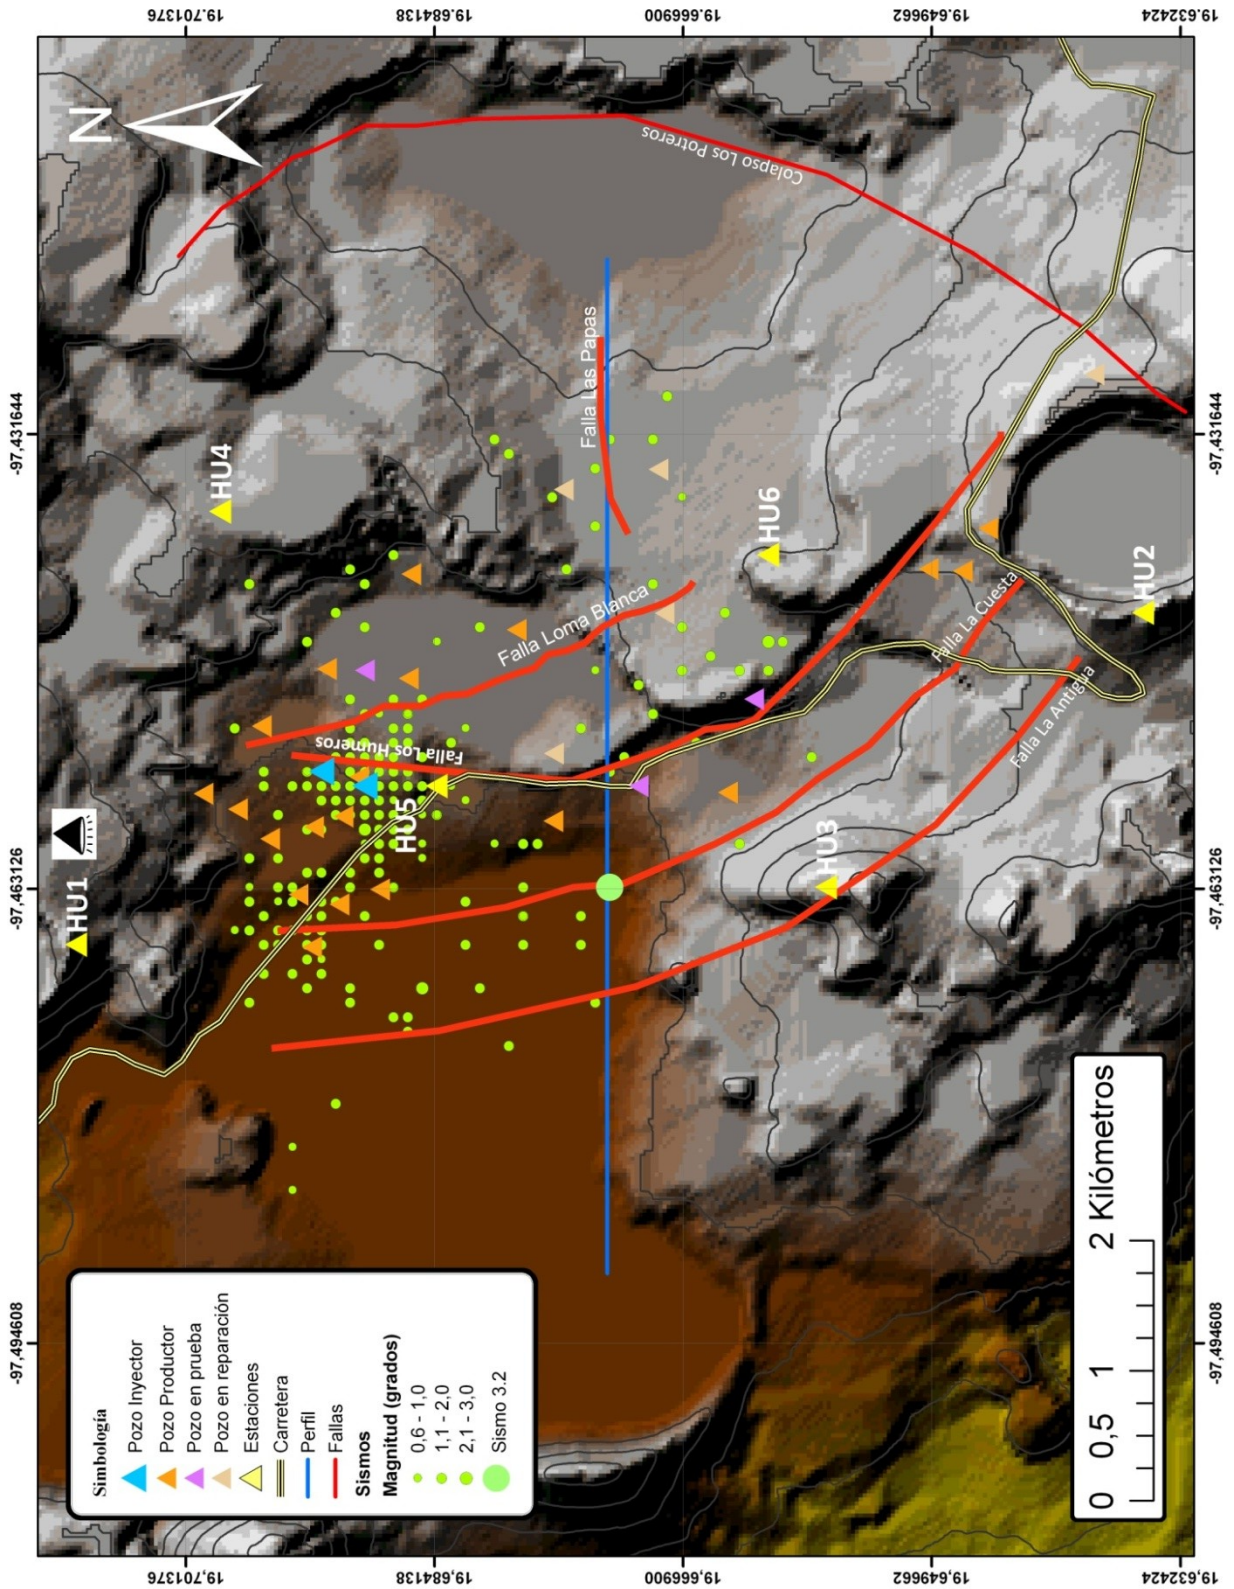 19.701376
19.684138
19.66900
19.649662
19.632424
-97,431644
-97,463126
-97,494608
N
Colapso Los Potreros
Falla Las Papas
HU4
HU6
Falla Loma Blanca
Falla La Cuesta
HU2
Falla Los Humeros
HU5
Falla La Antigua
HU1
HU3
Simbología
Pozo Inyector
Pozo Productor
Pozo en prueba
Pozo en reparación
Estaciones
Carretera
Perfil
Fallas
Sismos
Magnitud (grados)
0,6 - 1,0
1,1 - 2,0
2,1 - 3,0
Sismo 3.2
0 0,5 1 2 Kilómetros
-97,431644
-97,463126
-97,494608
19.701376
19.684138
19.66900
19.649662
19.632424